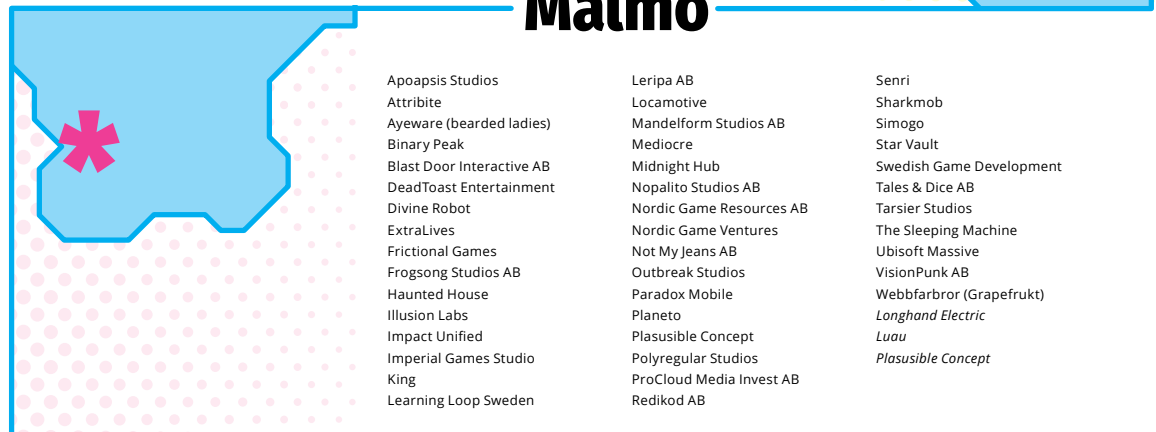 Malmö
Apoapsis Studios
Attribite
Ayeware (bearded ladies)
Binary Peak
Blast Door Interactive AB
DeadToast Entertainment
Divine Robot
ExtraLives
Frictional Games
Frogsong Studios AB
Haunted House
Illusion Labs
Impact Unified
Imperial Games Studio
King
Learning Loop Sweden
Leripa AB
Locamotive
Mandelform Studios AB
Mediocre
Midnight Hub
Nopalito Studios AB
Nordic Game Resources AB
Nordic Game Ventures
Not My Jeans AB
Outbreak Studios
Paradox Mobile
Planeto
Plasusible Concept
Polyregular Studios
ProCloud Media Invest AB
Redikod AB
Senri
Sharkmob
Simogo
Star Vault
Swedish Game Development
Tales & Dice AB
Tarsier Studios
The Sleeping Machine
Ubisoft Massive
VisionPunk AB
Webbfarbror (Grapefrukt)
Longhand Electric
Luau
Plasusible Concept